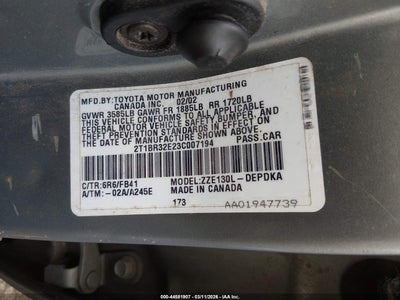 MFD.BY:TOYOTA MOTOR MANUFACTURING
CANADA INC. 02/02
GVWR 3585LB GAWR FR 1885LB RR 1720LB
THIS VEHICLE CONFORMS TO ALL APPLICABLE
FEDERAL MOTOR VEHICLE SAFETY, BUMPER, AND
THEFT PREVENTION STANDARDS IN EFFECT ON
THE DATE OF MANUFACTURE SHOWN ABOVE.
2T1BR32E23C007194 PASS.CAR
C/TR:6R6/FB41 MODEL:ZZE130L-DEPDKA
A/TM:-02A/A245E MADE IN CANADA
173 AA01947739
000-44581907 - 03/11/2026 - IAAI.COM